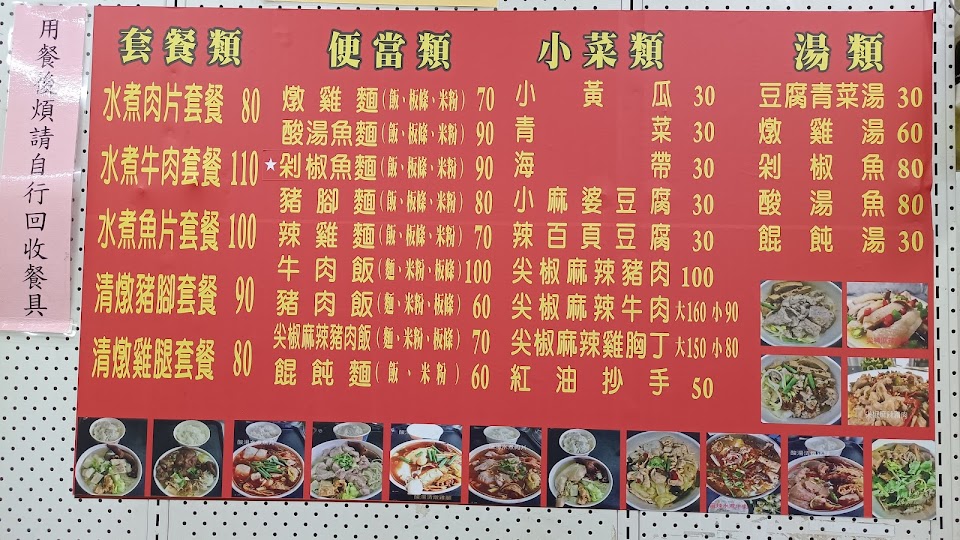 用餐後煩請自行回收餐具
套餐類
水煮肉片套餐 80
水煮牛肉套餐 110
水煮魚片套餐 100
清燉豬腳套餐 90
清燉雞腿套餐 80
便當類
燉雞麵(飯、板條、米粉) 70
酸湯魚麵(飯、板條、米粉) 90
★剁椒魚麵(飯、板條、米粉) 90
豬腳麵(飯、板條、米粉) 80
辣雞麵(飯、板條、米粉) 70
牛肉飯(麵、米粉、板條) 100
豬肉飯(麵、米粉、板條) 60
尖椒麻辣豬肉飯(麵、米粉、板條) 70
餛飩麵(飯、米粉) 60
小菜類
小黃瓜 30
青菜 30
海帶 30
小麻婆豆腐 30
辣百頁豆腐 30
尖椒麻辣豬肉 100
尖椒麻辣牛肉 大160 小90
尖椒麻辣雞胸丁 大150 小80
紅油抄手 50
湯類
豆腐青菜湯 30
燉雞湯 60
剁椒魚 80
酸湯魚 80
餛飩湯 30